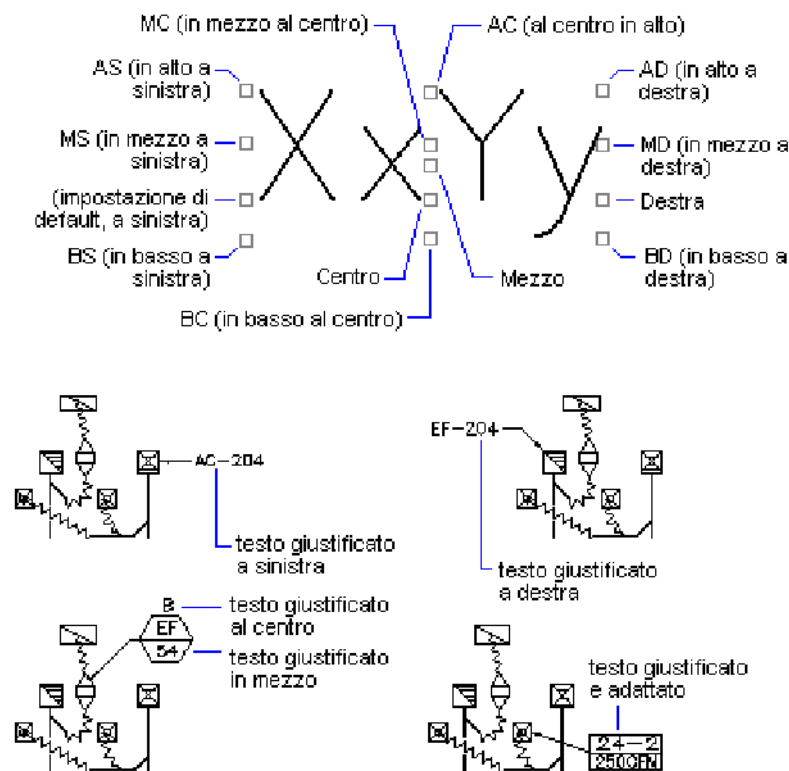 MC (in mezzo al centro)
AC (al centro in alto)
AS (in alto a
sinistra)
AD (in alto a
destra)
MS (in mezzo a
sinistra)
X x Y y
MD (in mezzo a
destra)
(impostazione di
default, a sinistra)
Destra
BS (in basso a
sinistra)
Centro
Mezzo
BD (in basso a
destra)
BC (in basso al centro)
AC-204
testo giustificato
a sinistra
EF-204
testo giustificato
a destra
B
EF
54
testo giustificato
al centro
testo giustificato
in mezzo
testo giustificato
e adattato
24-2
250CFM